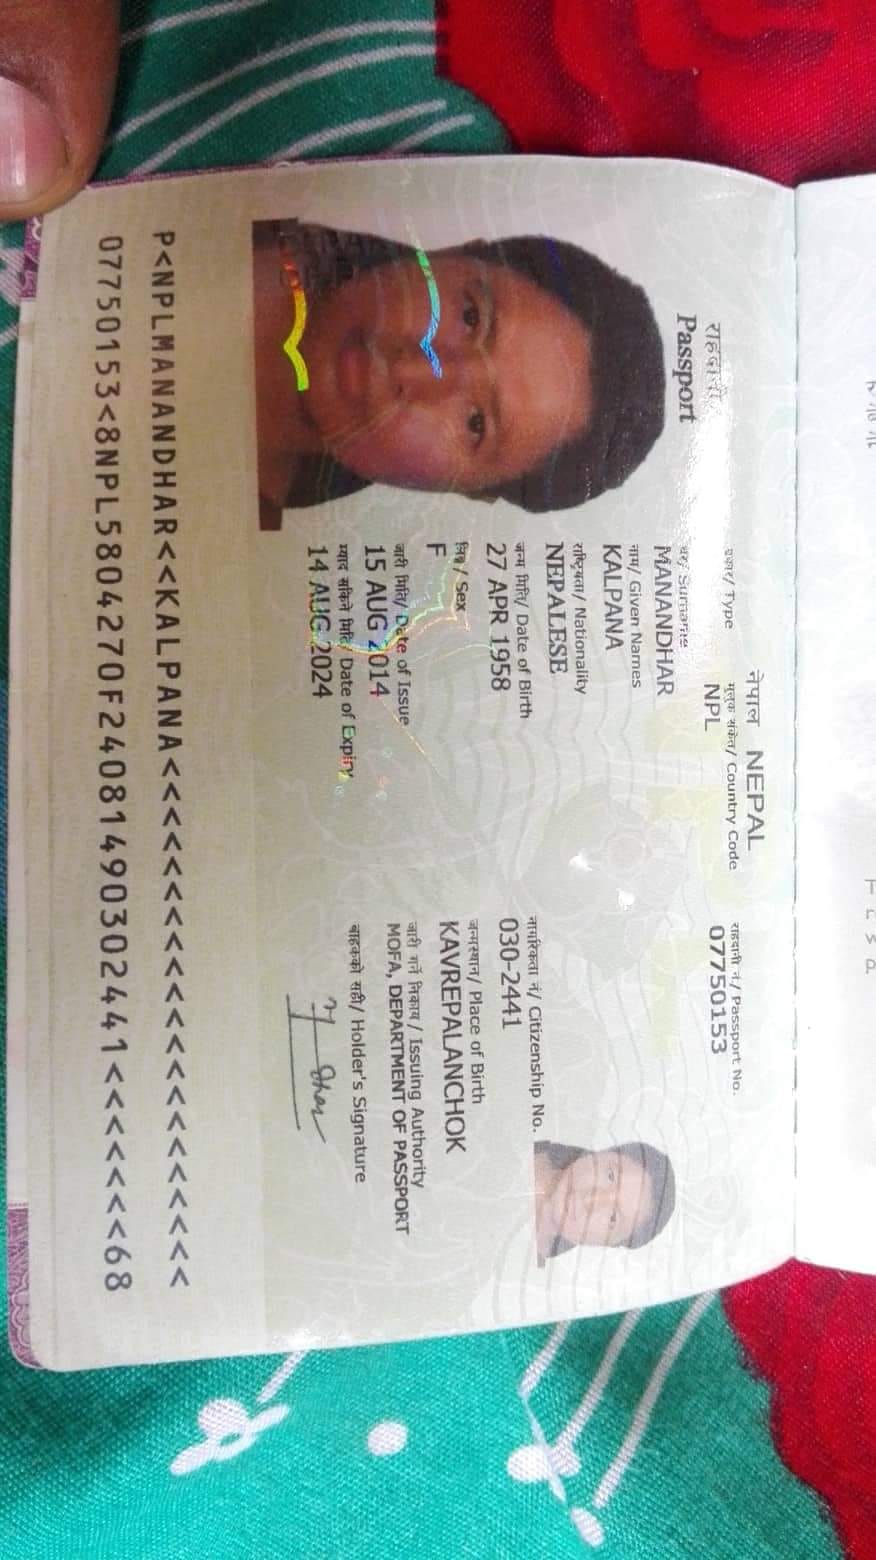 नेपाल NEPAL
राहदानी/
Passport
प्रकार/ Type
मुलुक संकेत/ Country Code
NPL
राहदानी नं./ Passport No.
07750153
थर/ Surname
MANANDHAR
नाम/ Given Names
KALPANA
राष्ट्रियता/ Nationality
NEPALESE
जन्म मिति/ Date of Birth
27 APR 1958
नागरिकता नं/ Citizenship No.
030-2441
लिङ्ग/ Sex
F
जन्मस्थान/ Place of Birth
KAVREPALANCHOK
जारी मिति/ Date of Issue
15 AUG 2014
जारी गर्ने निकाय/ Issuing Authority
MOFA, DEPARTMENT OF PASSPORT
म्याद सकिने मिति/ Date of Expiry
14 AUG 2024
वाहकको सही/ Holder's Signature
P<NPLMANANDHAR<<KALPANA<<<<<<<<<<<<<<<<<<<<<
07750153<8NPL5804270F24081490302441<<<<<<<68